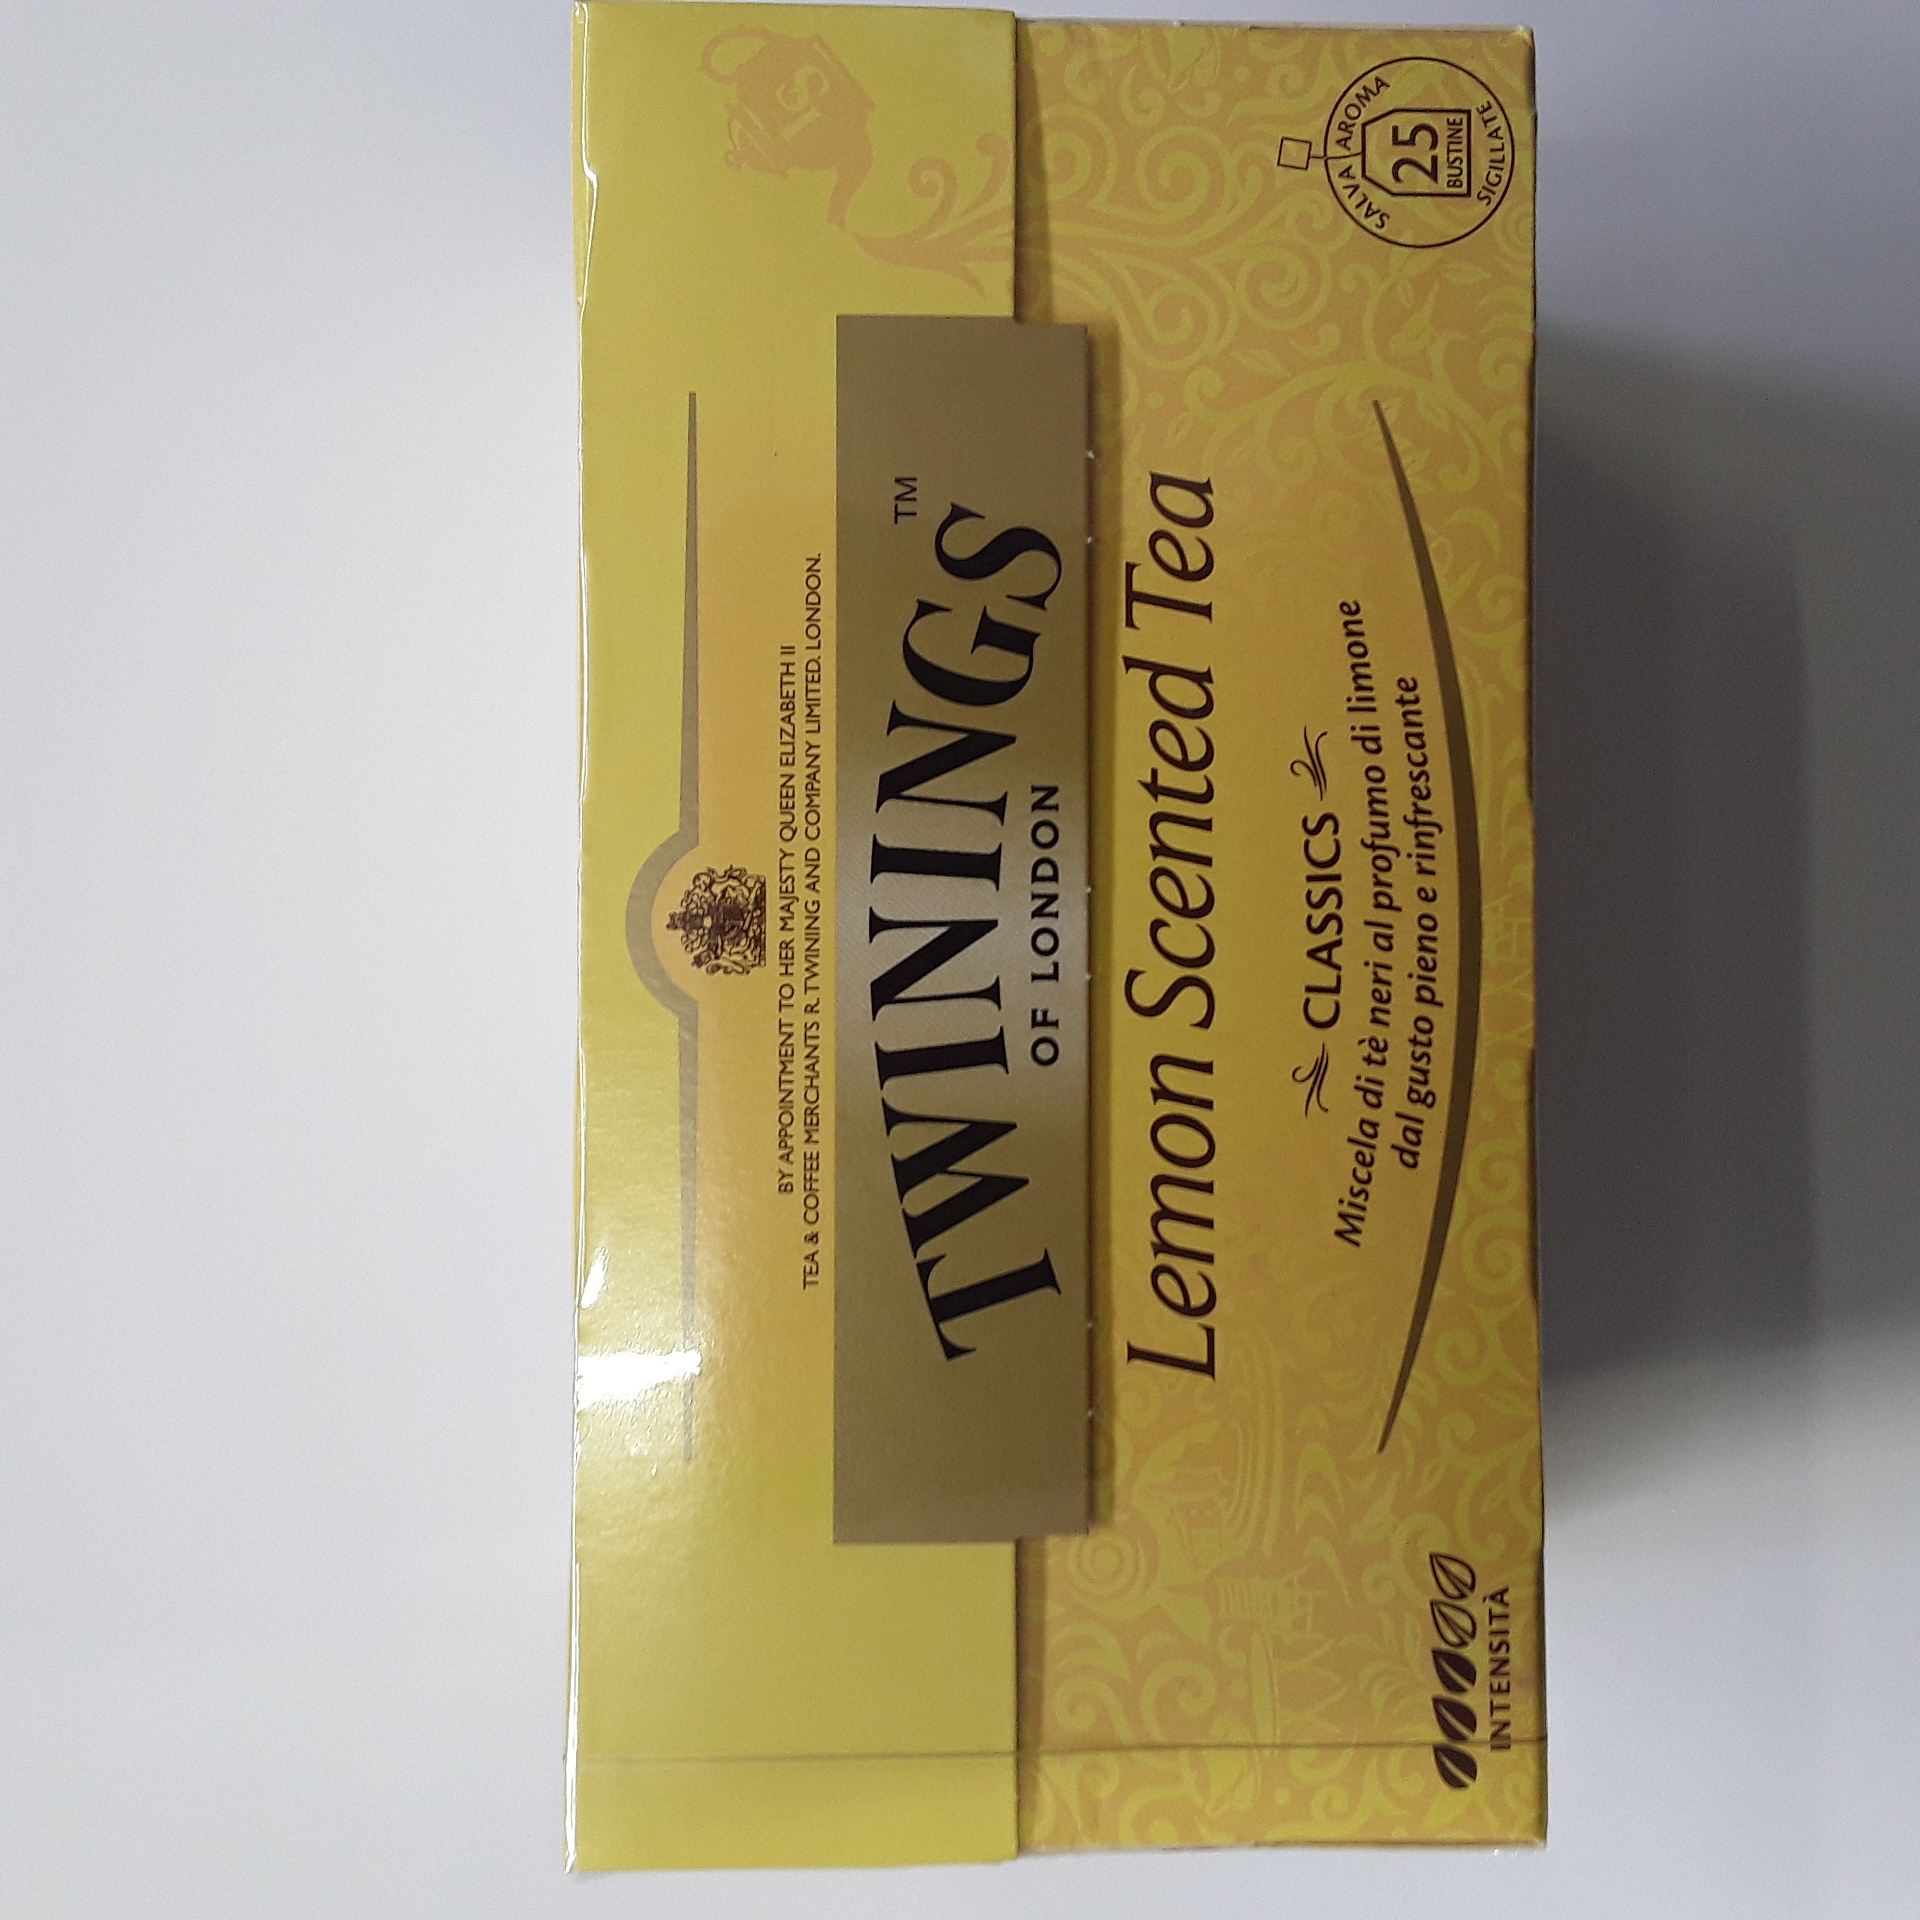 BY APPOINTMENT TO HER MAJESTY QUEEN ELIZABETH II
TEA & COFFEE MERCHANTS R. TWINING AND COMPANY LIMITED. LONDON.
TWININGS™
OF LONDON
Lemon Scented Tea
CLASSICS
Miscela di tè neri al profumo di limone
dal gusto pieno e rinfrescante
INTENSITÀ
SALVA AROMA
25
BUSTINE
SIGILLATE